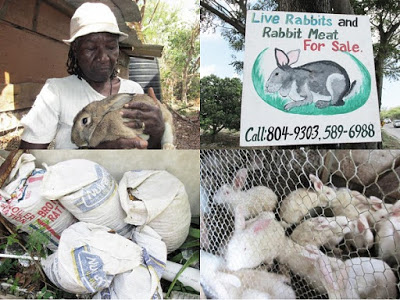 Live Rabbits and
Rabbit Meat
For Sale.
Call: 804-9303, 589-6988